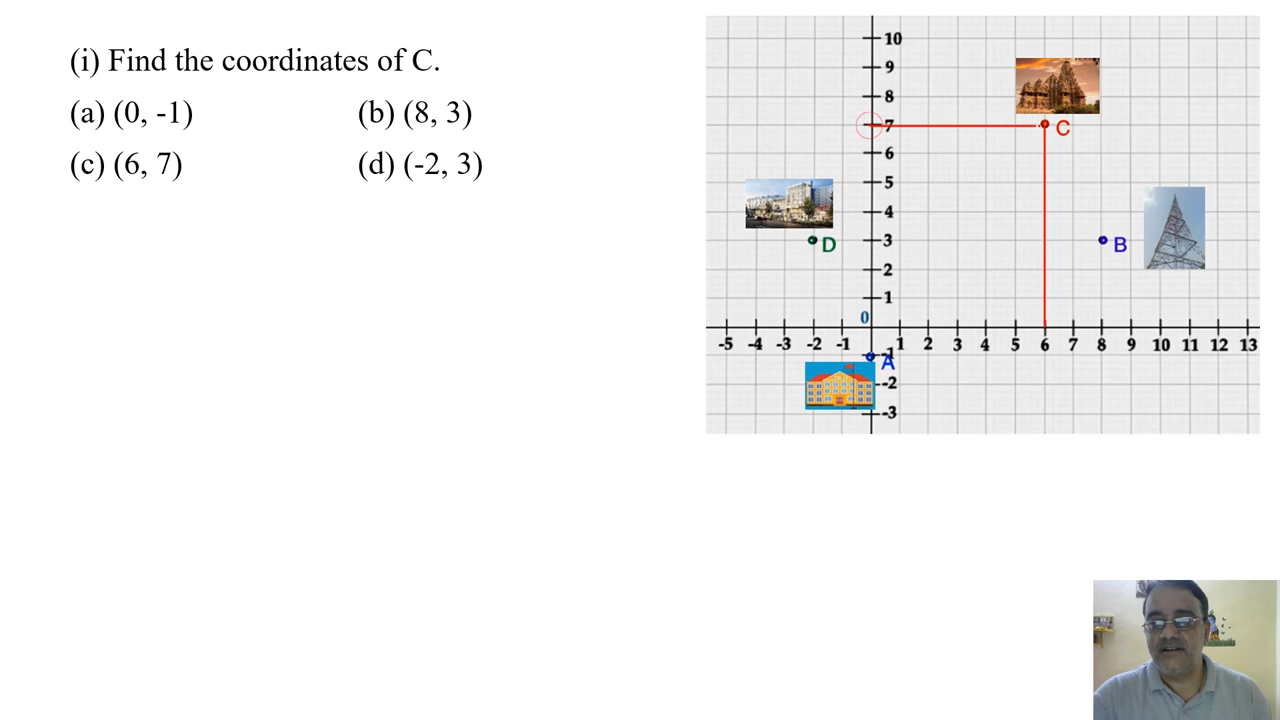 (i) Find the coordinates of C.
(a) (0, -1) (b) (8, 3)
(c) (6, 7) (d) (-2, 3)
10
9
8
7 C
6
5
4
D 3 B
2
1
0
-5 -4 -3 -2 -1 1 2 3 4 5 6 7 8 9 10 11 12 13
-1 A
-2
-3